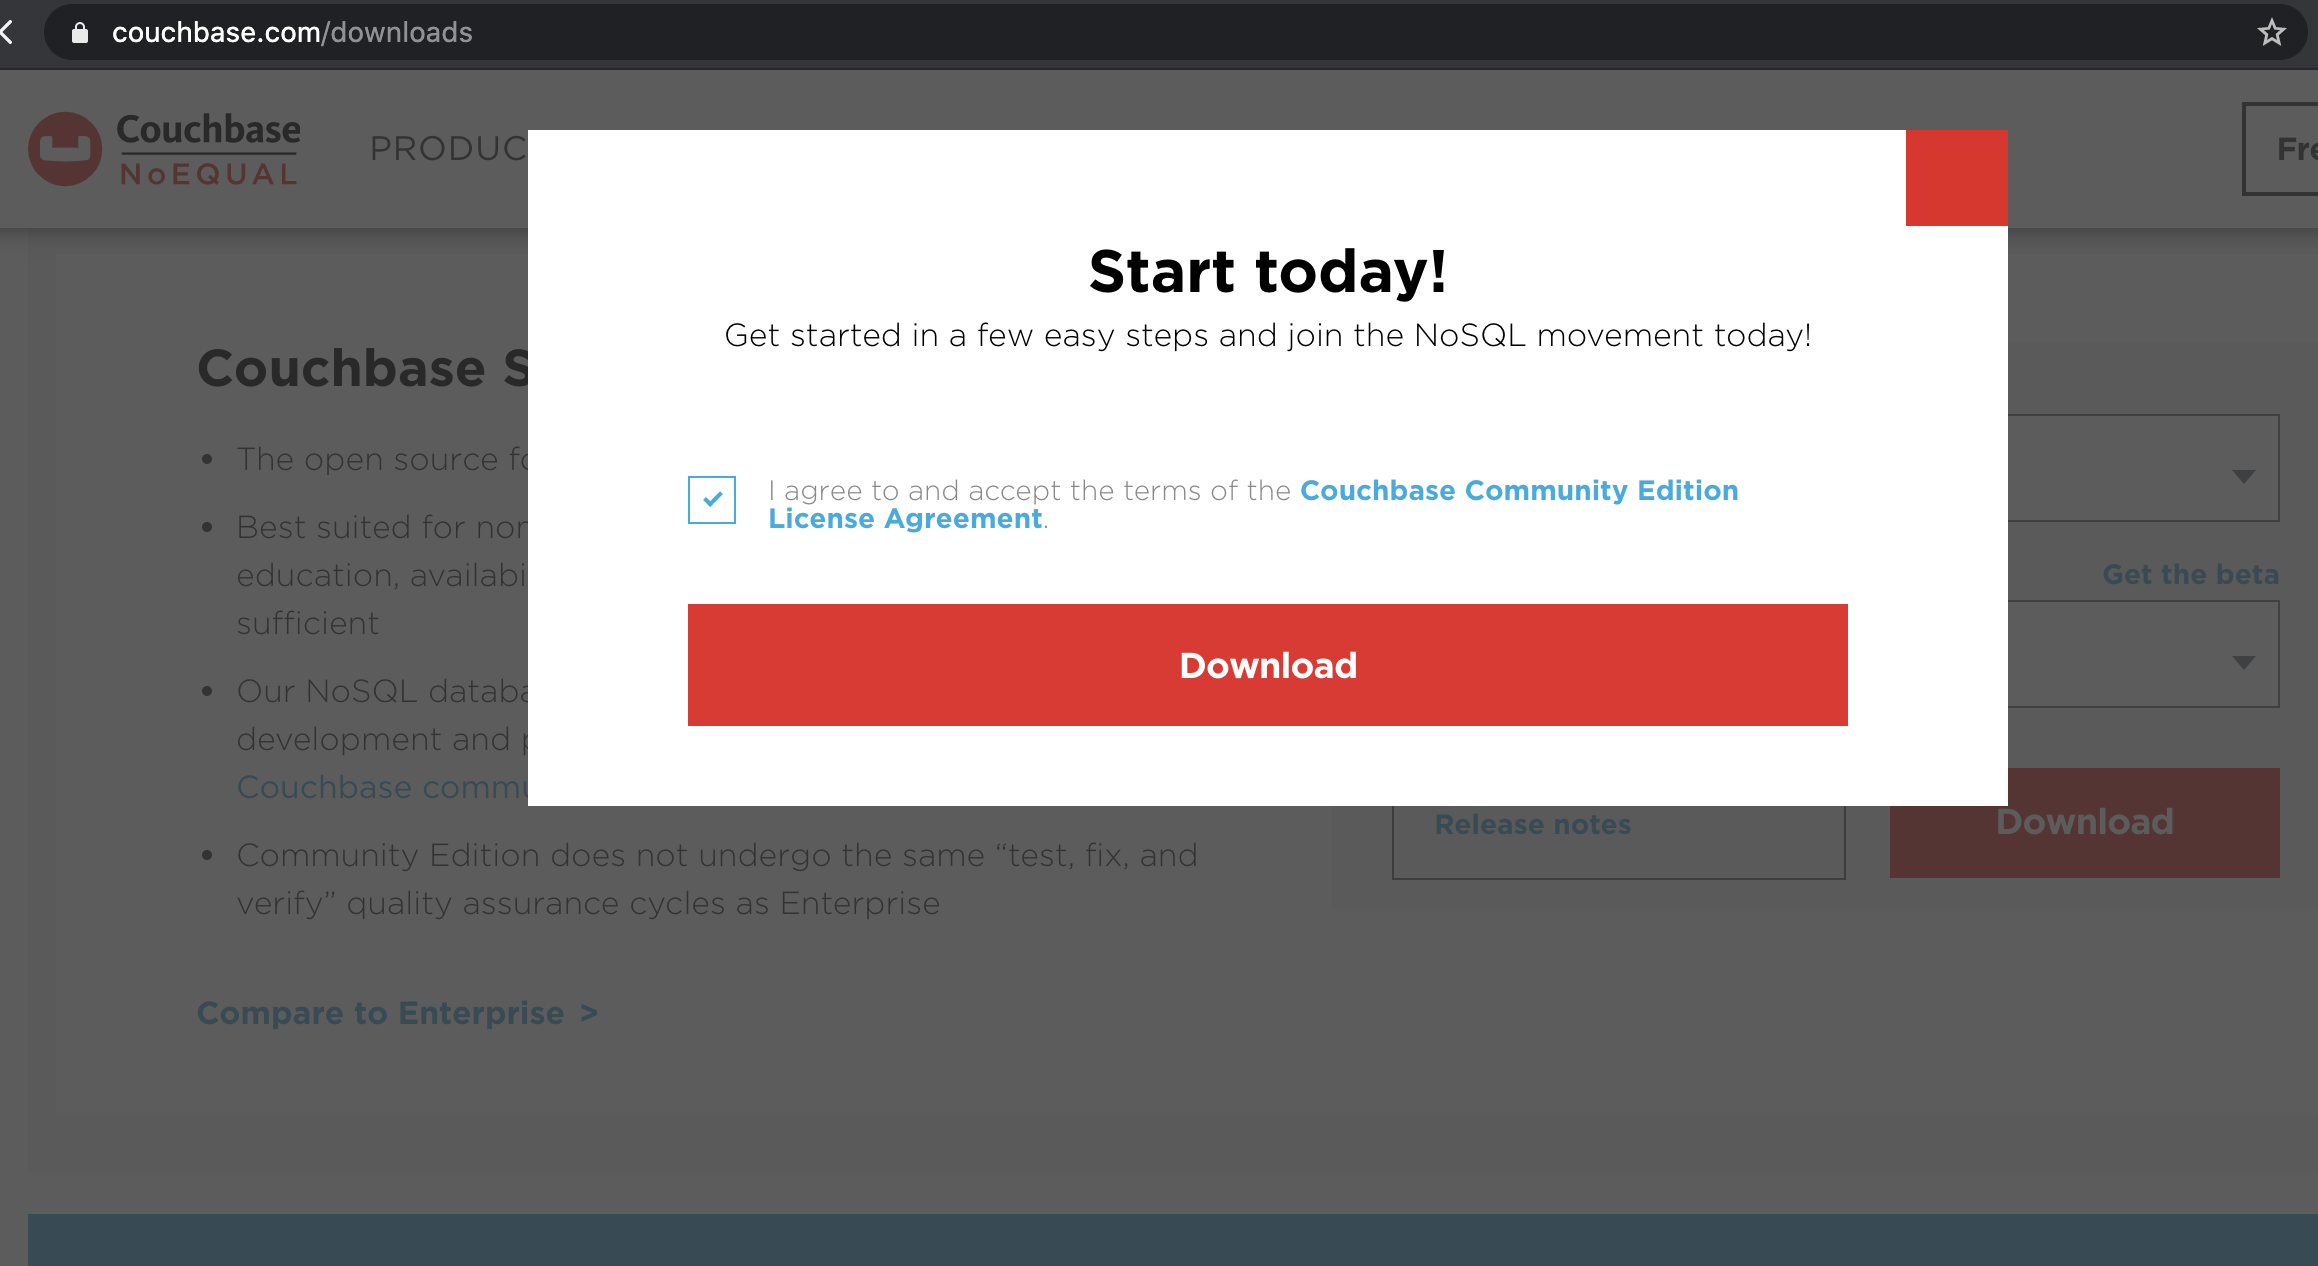 couchbase.com/downloads
Couchbase
NoEQUAL
PRODUC
Fre
Start today!
Get started in a few easy steps and join the NoSQL movement today!
I agree to and accept the terms of the Couchbase Community Edition
License Agreement.
Download
Couchbase S
• The open source fo
• Best suited for non
education, availabi
sufficient
• Our NoSQL databa
development and p
Couchbase commu
• Community Edition does not undergo the same “test, fix, and
verify” quality assurance cycles as Enterprise
Compare to Enterprise >
Get the beta
Release notes
Download